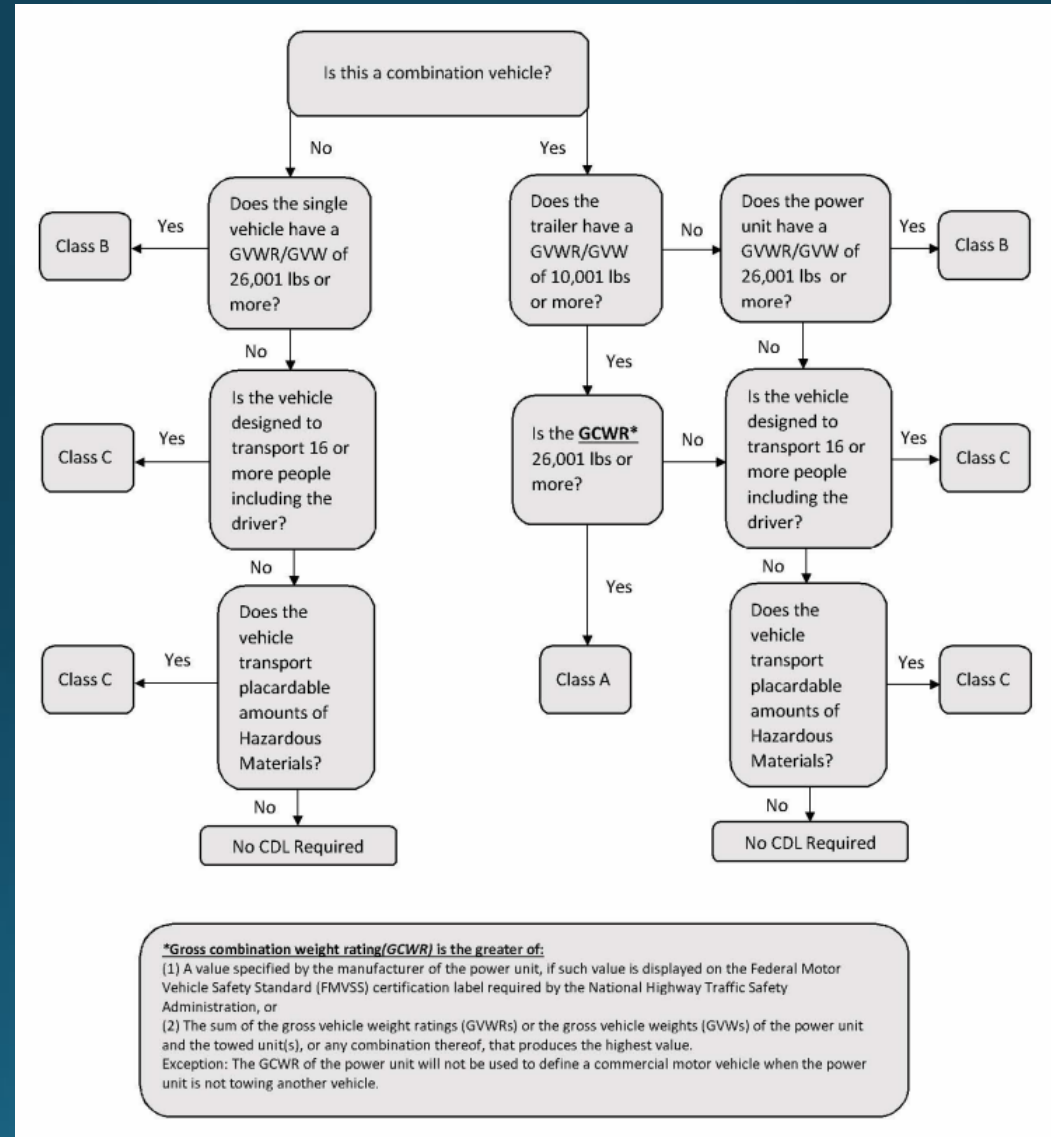 Is this a combination vehicle?
No
Yes
Does the single
vehicle have a
GVWR/GVW of
26,001 lbs or
more?
Yes
Class B
Does the
trailer have a
GVWR/GVW
of 10,001 lbs
or more?
No
Does the power
unit have a
GVWR/GVW of
26,001 lbs or
more?
Yes
Class B
No
Yes
No
Is the vehicle
designed to
transport 16 or
more people
including the
driver?
Yes
Class C
Is the GCWR*
26,001 lbs or
more?
No
Is the vehicle
designed to
transport 16 or
more people
including the
driver?
Yes
Class C
No
Yes
No
Does the
vehicle
transport
placardable
amounts of
Hazardous
Materials?
Yes
Class C
Class A
Does the
vehicle
transport
placardable
amounts of
Hazardous
Materials?
Yes
Class C
No
No CDL Required
No
No CDL Required
*Gross combination weight rating(GCWR) is the greater of:
(1) A value specified by the manufacturer of the power unit, if such value is displayed on the Federal Motor
Vehicle Safety Standard (FMVSS) certification label required by the National Highway Traffic Safety
Administration, or
(2) The sum of the gross vehicle weight ratings (GVWRs) or the gross vehicle weights (GVWs) of the power unit
and the towed unit(s), or any combination thereof, that produces the highest value.
Exception: The GCWR of the power unit will not be used to define a commercial motor vehicle when the power
unit is not towing another vehicle.